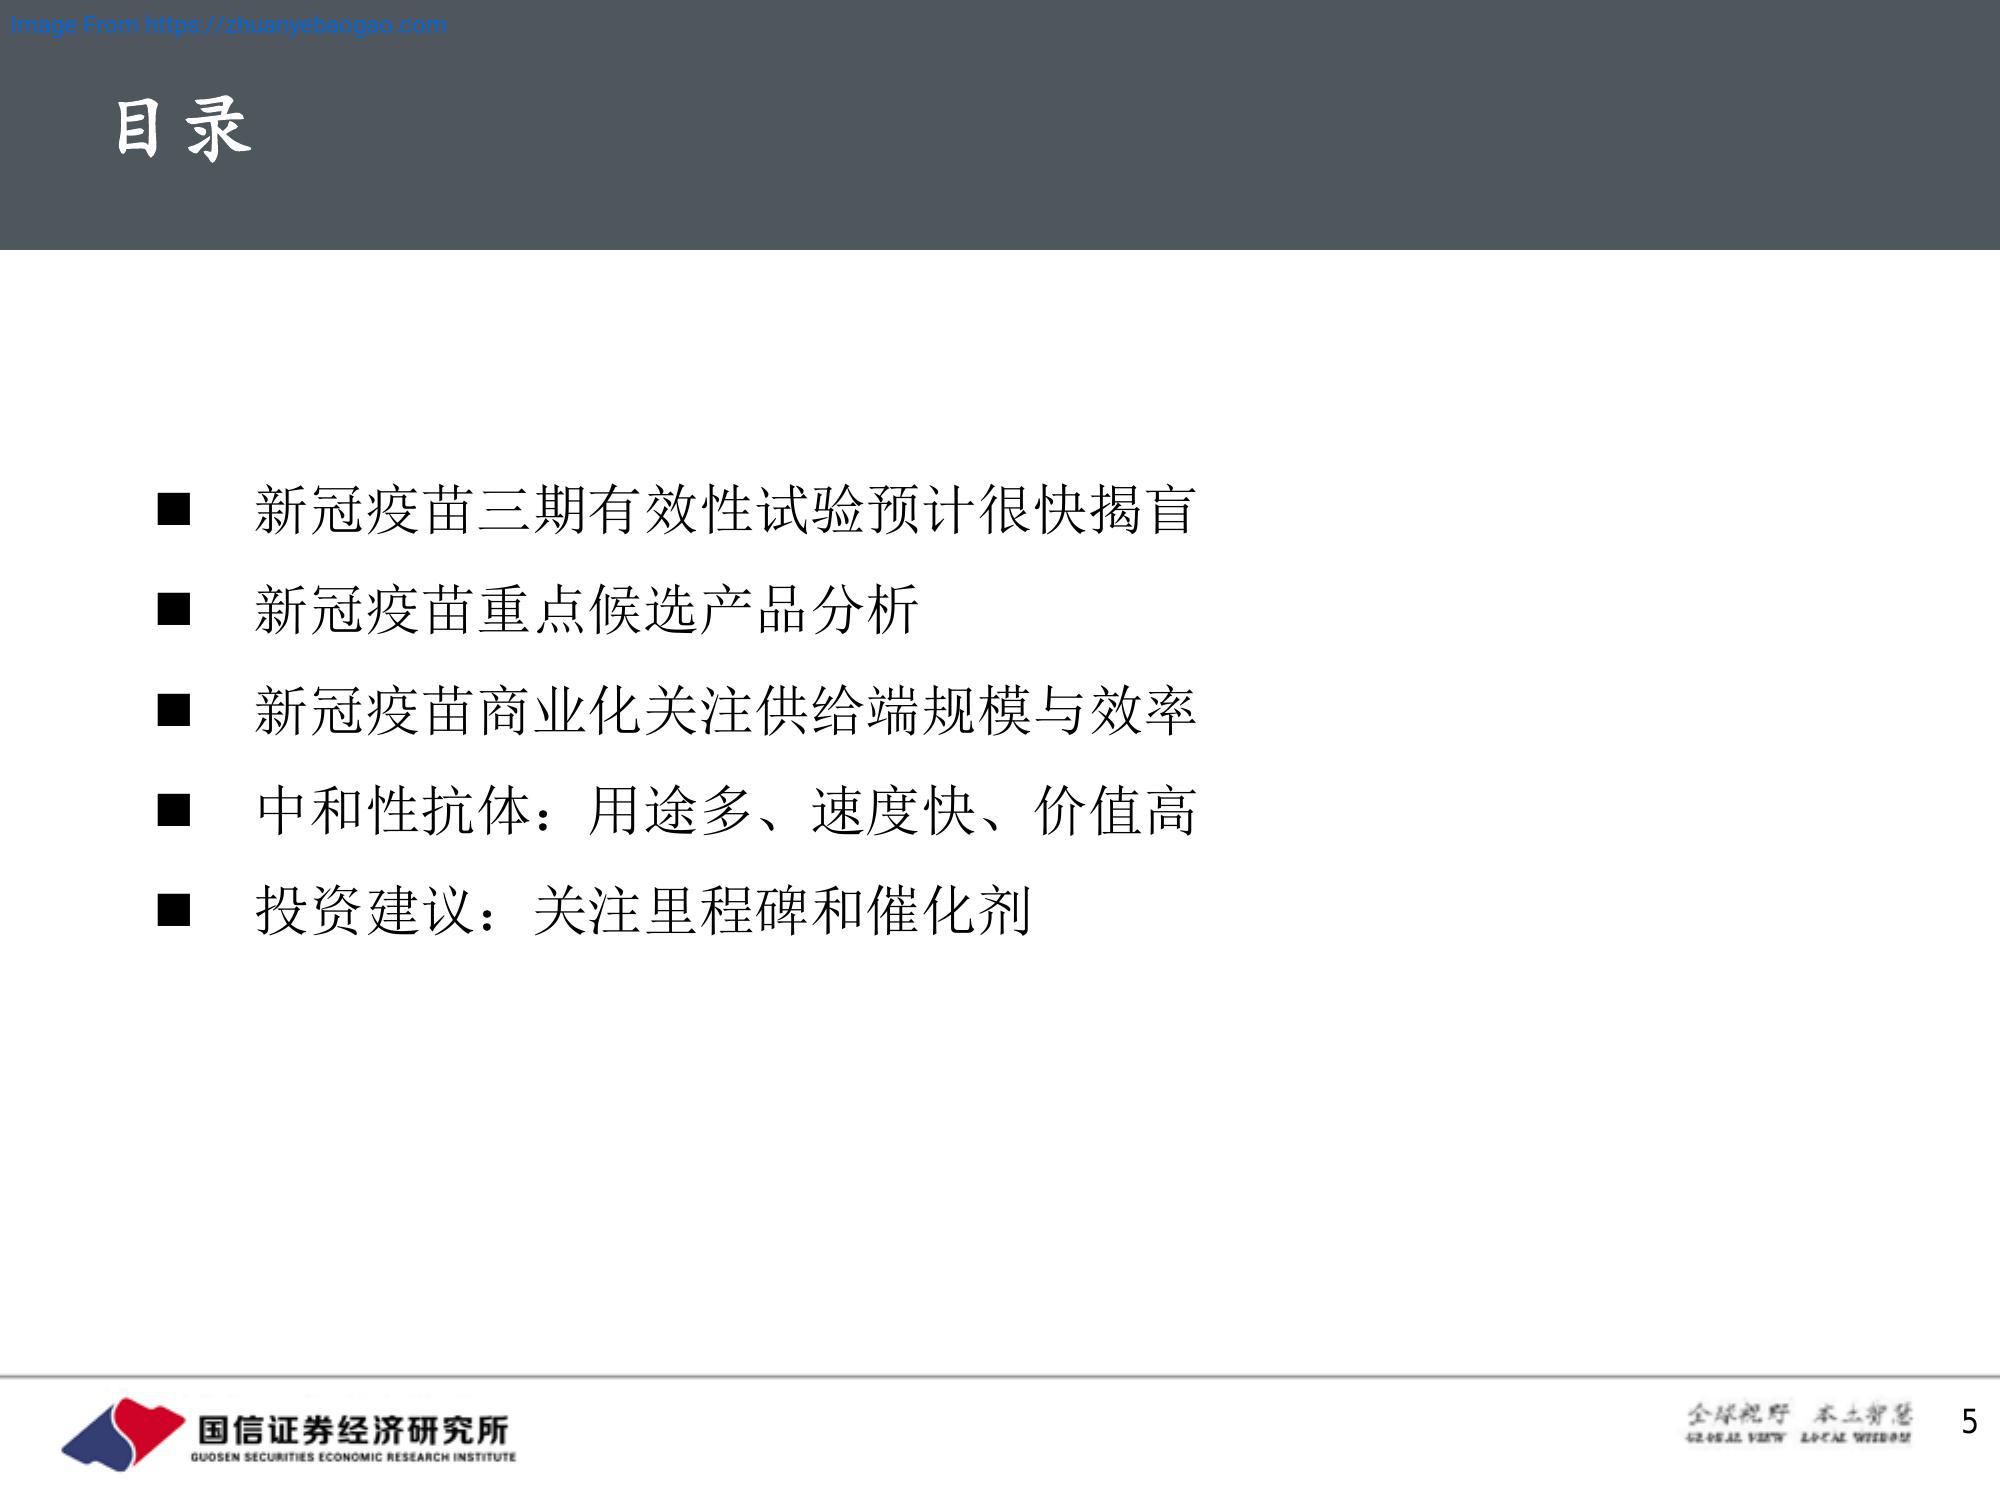 Image From https://zhuanyebaogao.com
目录
■ 新冠疫苗三期有效性试验预计很快揭盲
■ 新冠疫苗重点候选产品分析
■ 新冠疫苗商业化关注供给端规模与效率
■ 中和性抗体：用途多、速度快、价值高
■ 投资建议：关注里程碑和催化剂
国信证券经济研究所
GUOSEN SECURITIES ECONOMIC RESEARCH INSTITUTE
全球视野 本土智慧
GLOBAL VIEW LOCAL WISDOM
5